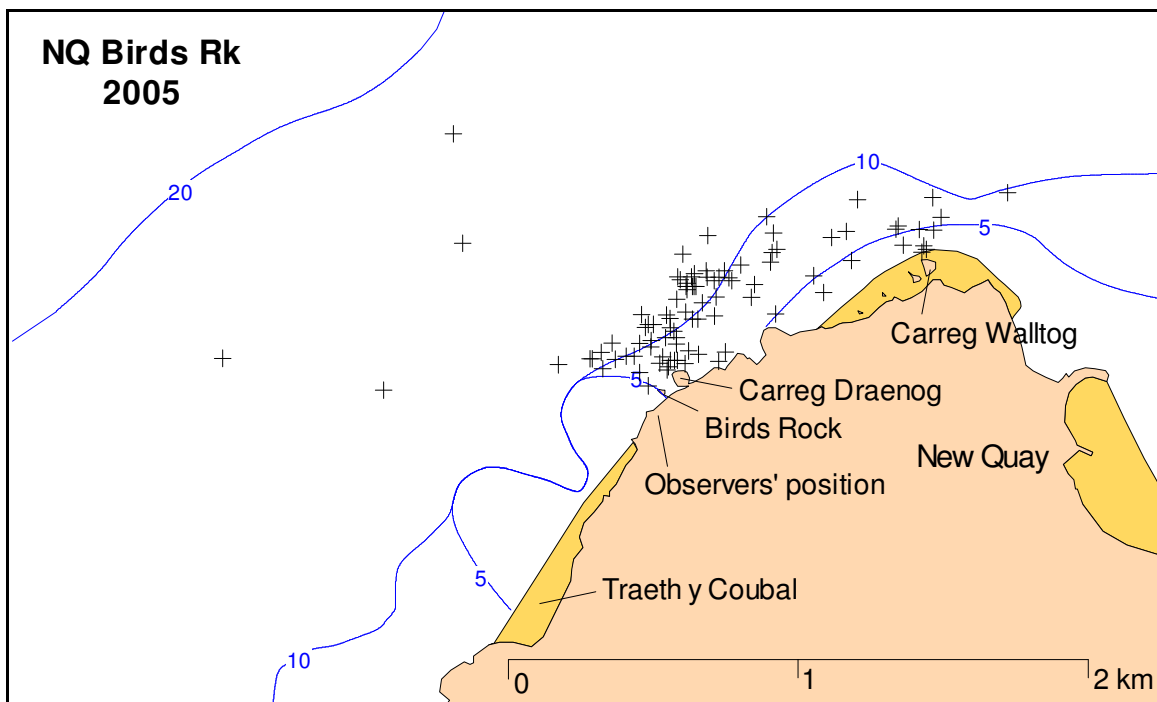 NQ Birds Rk
2005
20
10
5
Carreg Walltog
5
Carreg Draenog
Birds Rock
New Quay
Observers' position
5
Traeth y Coubal
10
0
1
2 km